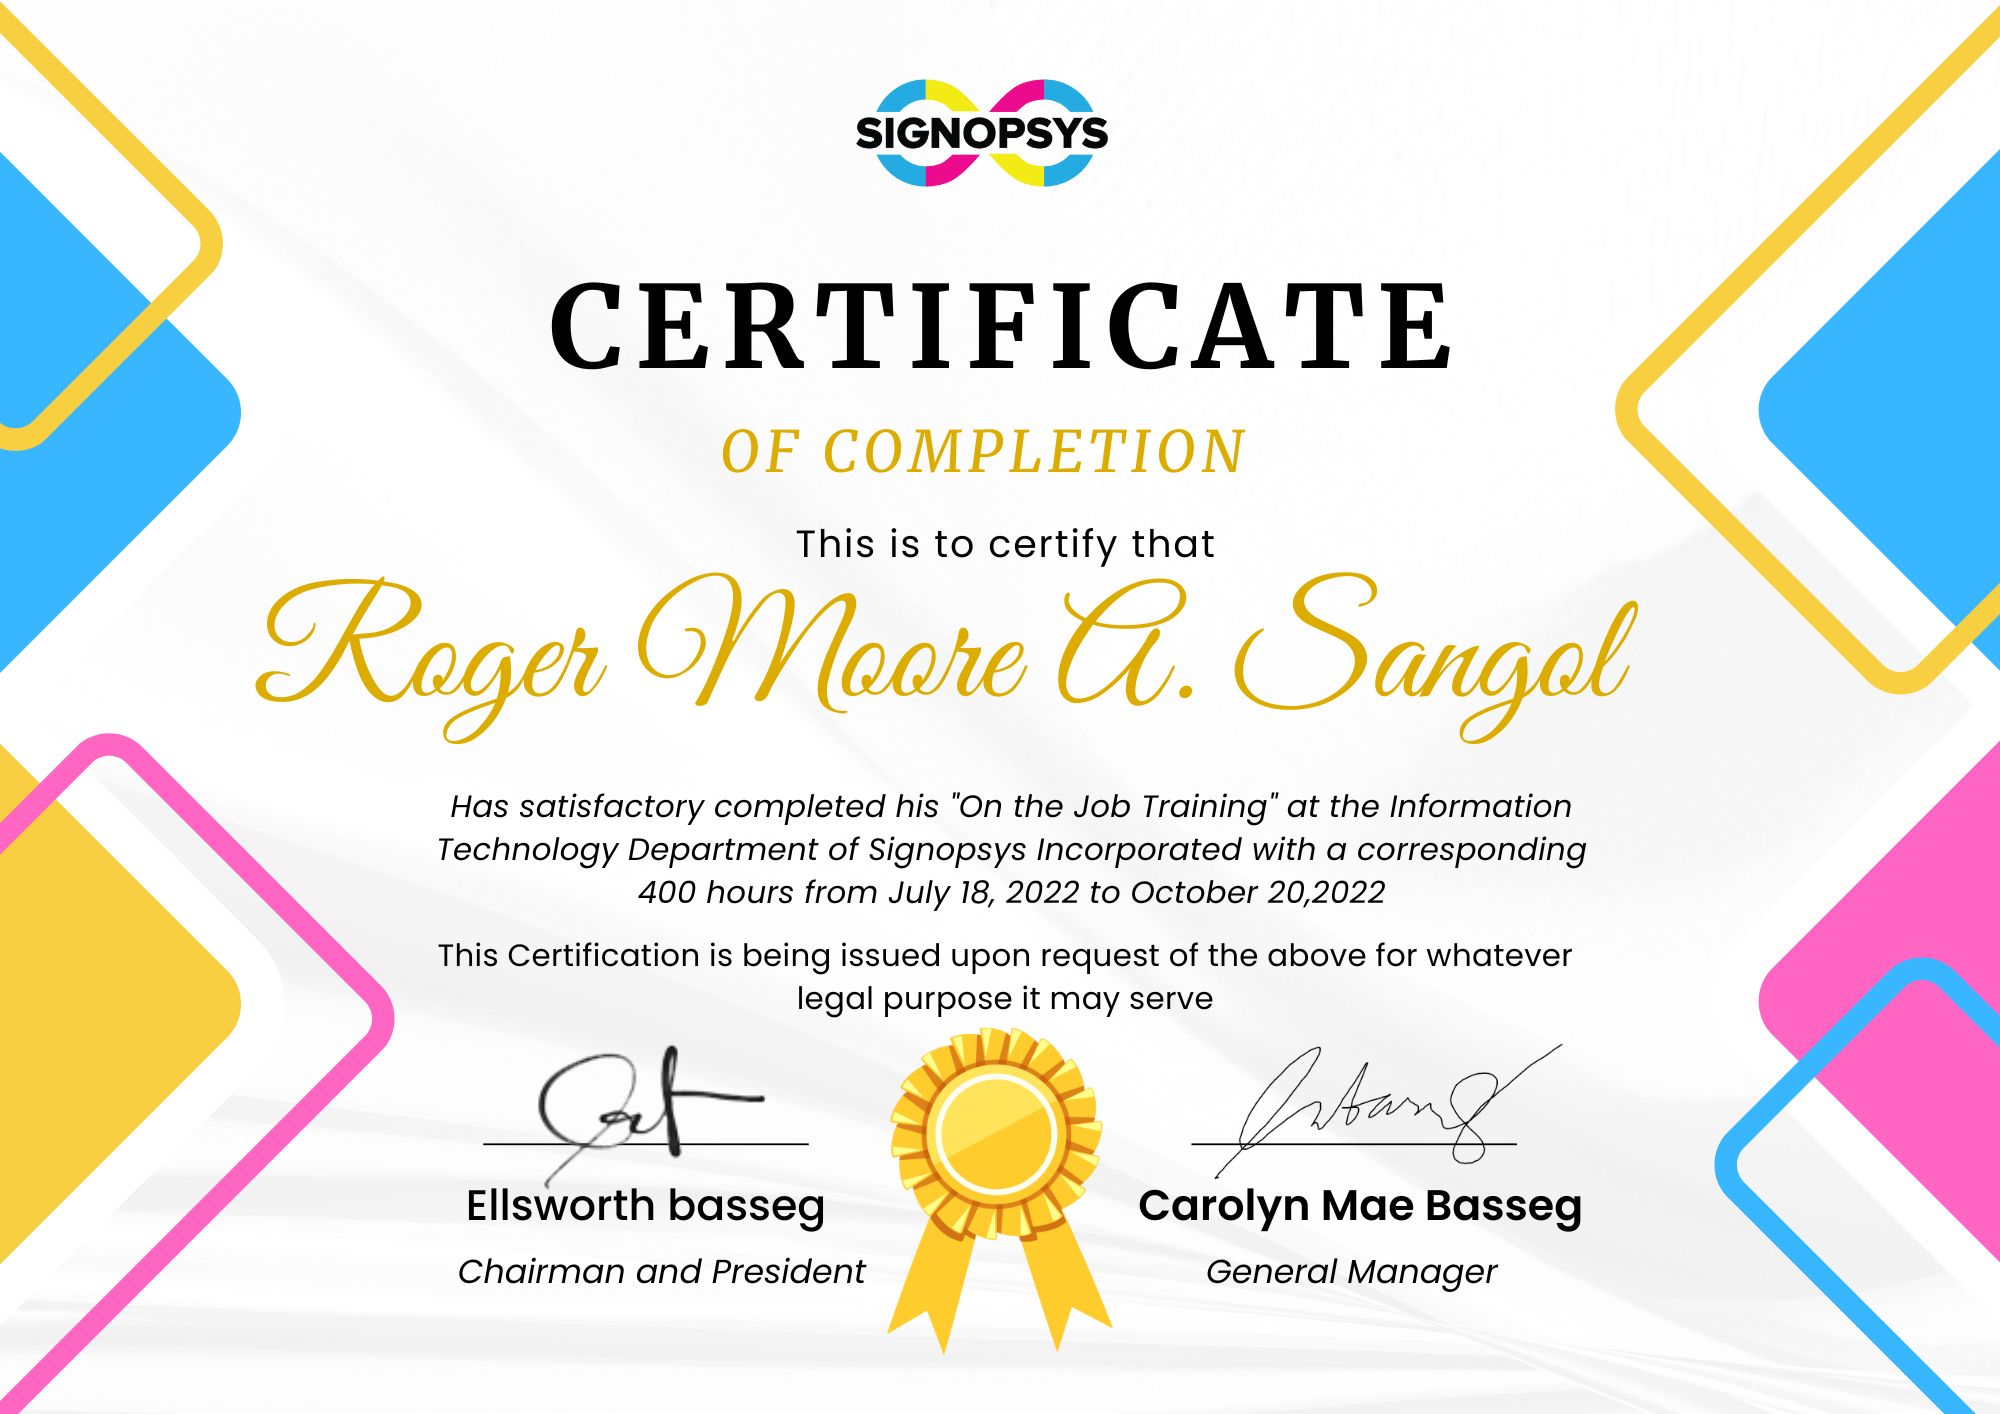 SIGNOPSYS
CERTIFICATE
OF COMPLETION
This is to certify that
Roger Moore A. Sangol
Has satisfactory completed his "On the Job Training" at the Information
Technology Department of Signopsys Incorporated with a corresponding
400 hours from July 18, 2022 to October 20,2022
This Certification is being issued upon request of the above for whatever
legal purpose it may serve
Ellsworth basseg
Carolyn Mae Basseg
Chairman and President
General Manager